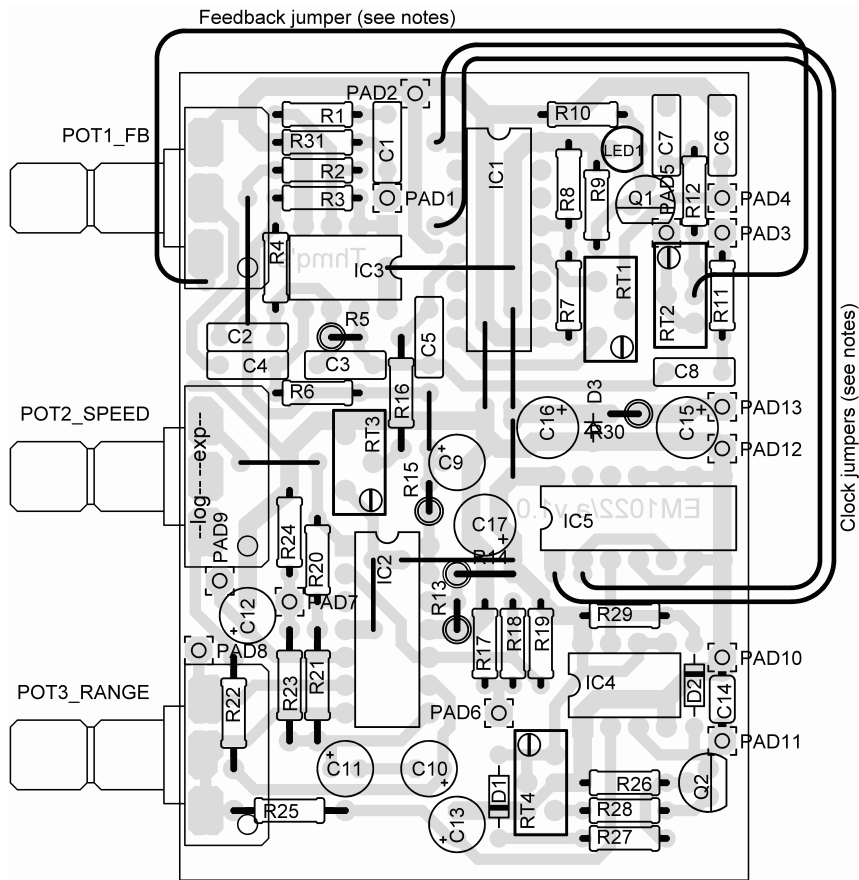 Feedback jumper (see notes)
PAD2
POT1_FB
R1
R31
R2
R3
C1
PAD1
IC1
R10
LED1
C7
C6
R8
R9
Q1
PAD5
R12
PAD4
PAD3
R4
Thmq
IC3
R7
RT1
RT2
R11
C2
C4
R5
C3
C5
C8
R6
R16
POT2_SPEED
--log-----exp--
RT3
C9
C16
D3
R30
C15
PAD13
PAD12
Clock jumpers (see notes)
R15
C17
EM1022/a v1.0
IC5
R24
R20
PAD9
IC2
R14
R13
C12
PAD7
R29
R17
R18
R19
PAD8
POT3_RANGE
R22
R23
R21
IC4
D2
PAD10
C14
PAD11
PAD6
C11
C10
D1
RT4
R26
Q2
R25
C13
R28
R27